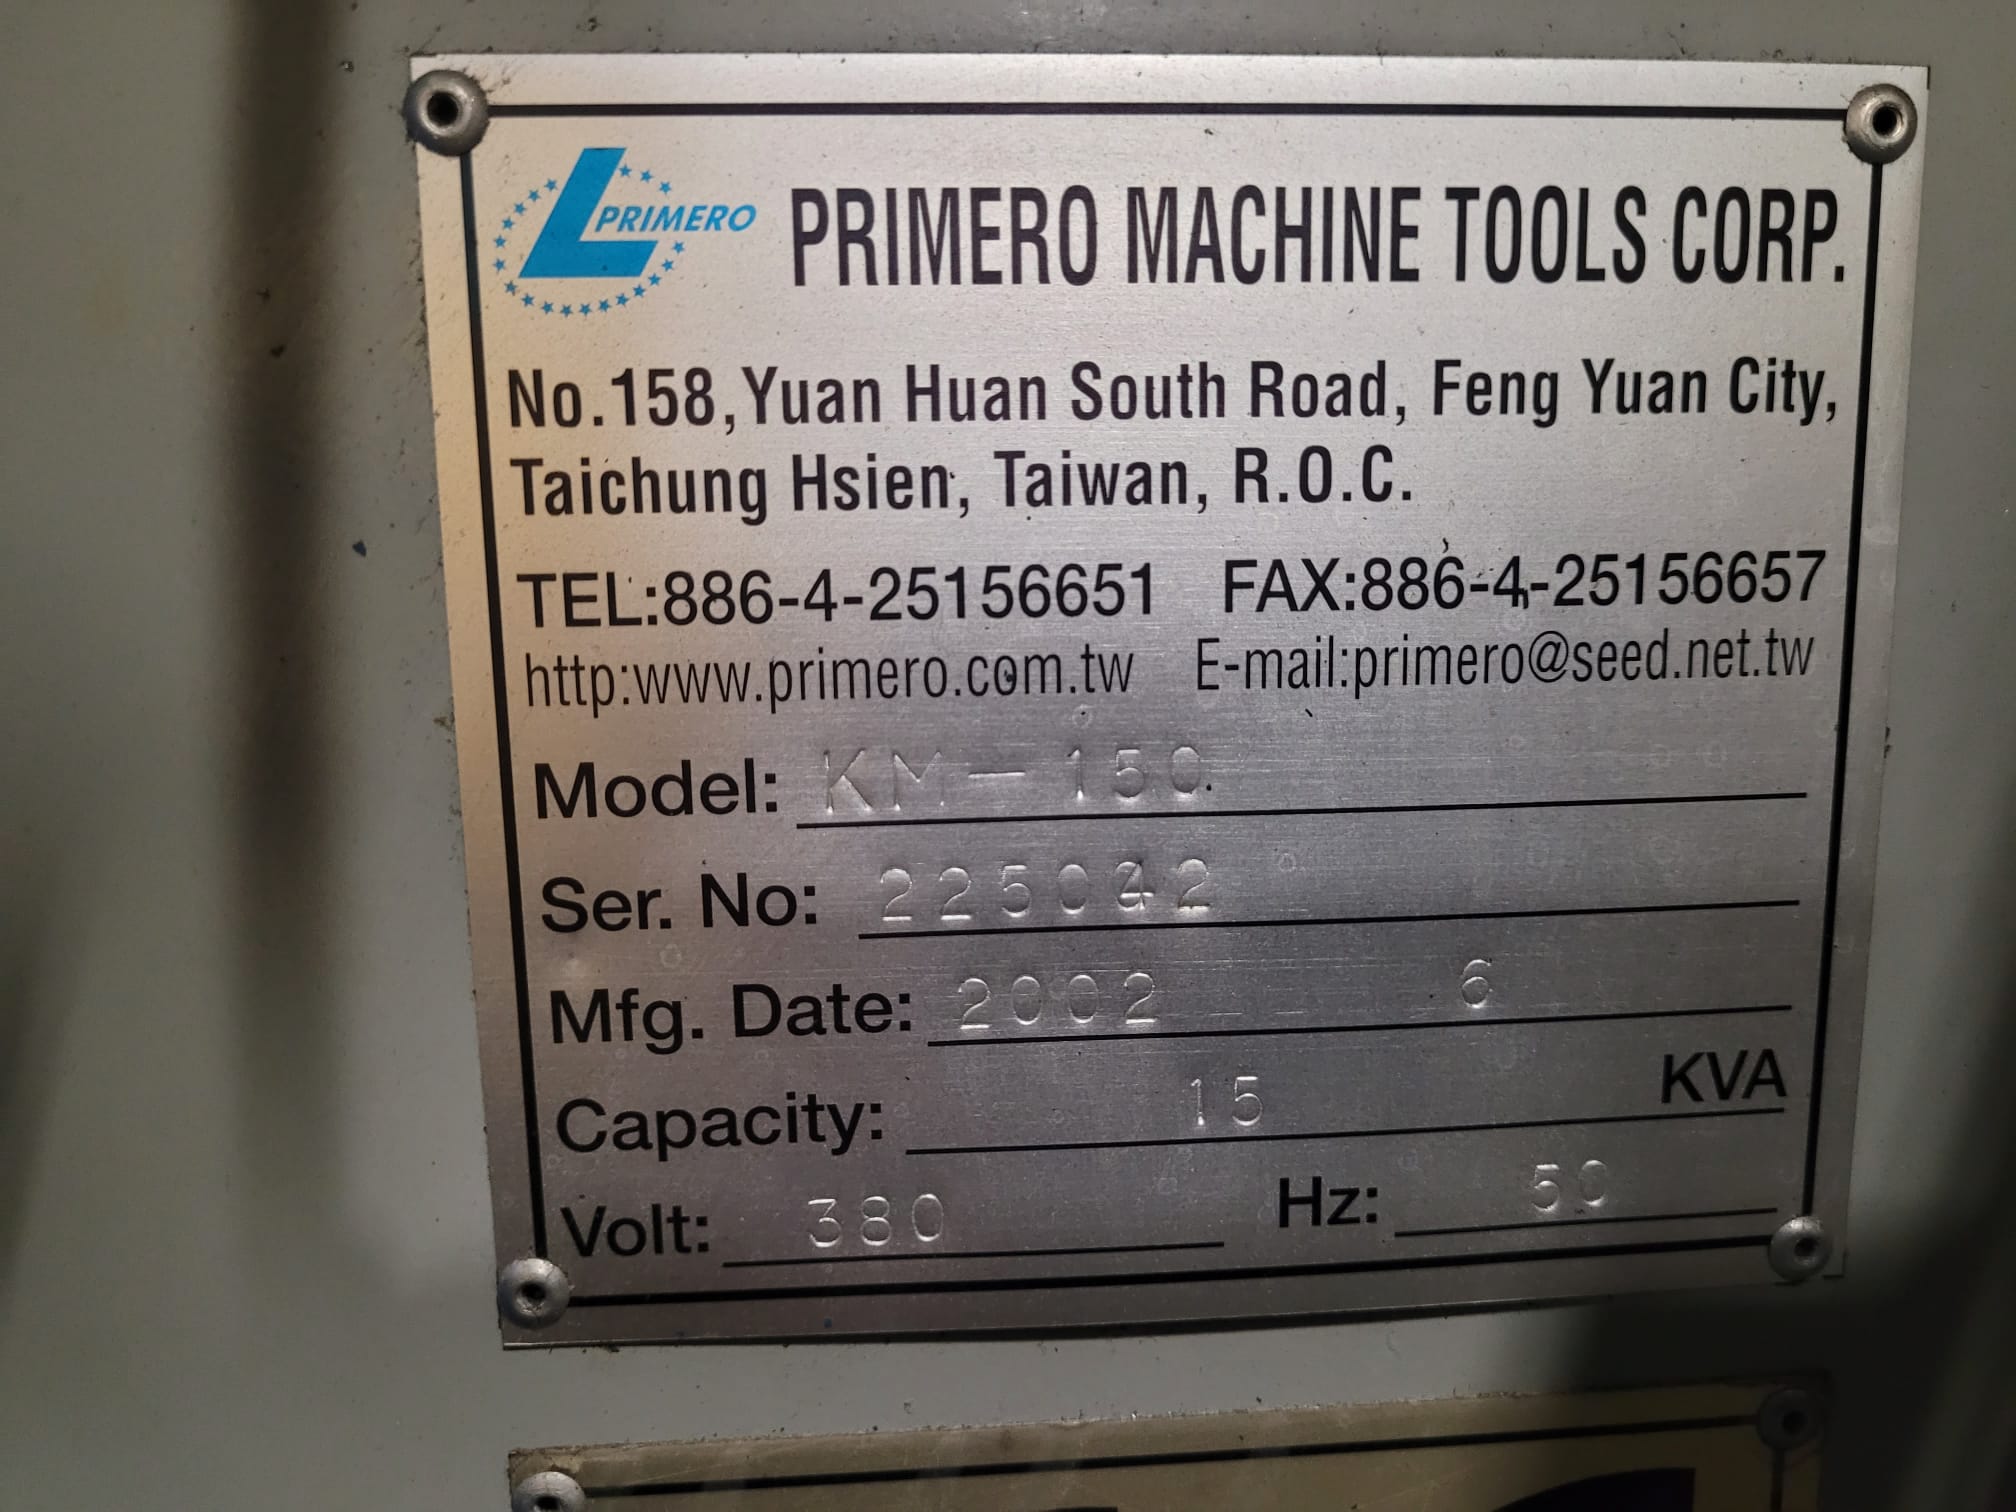 PRIMERO
PRIMERO MACHINE TOOLS CORP.
No.158,Yuan Huan South Road, Feng Yuan City,
Taichung Hsien, Taiwan, R.O.C.
TEL:886-4-25156651 FAX:886-4-25156657
http:www.primero.com.tw E-mail:primero@seed.net.tw
Model: KM-150
Ser. No:
Mfg. Date: 2002 6
Capacity: 15 KVA
Volt: 380 Hz: 50